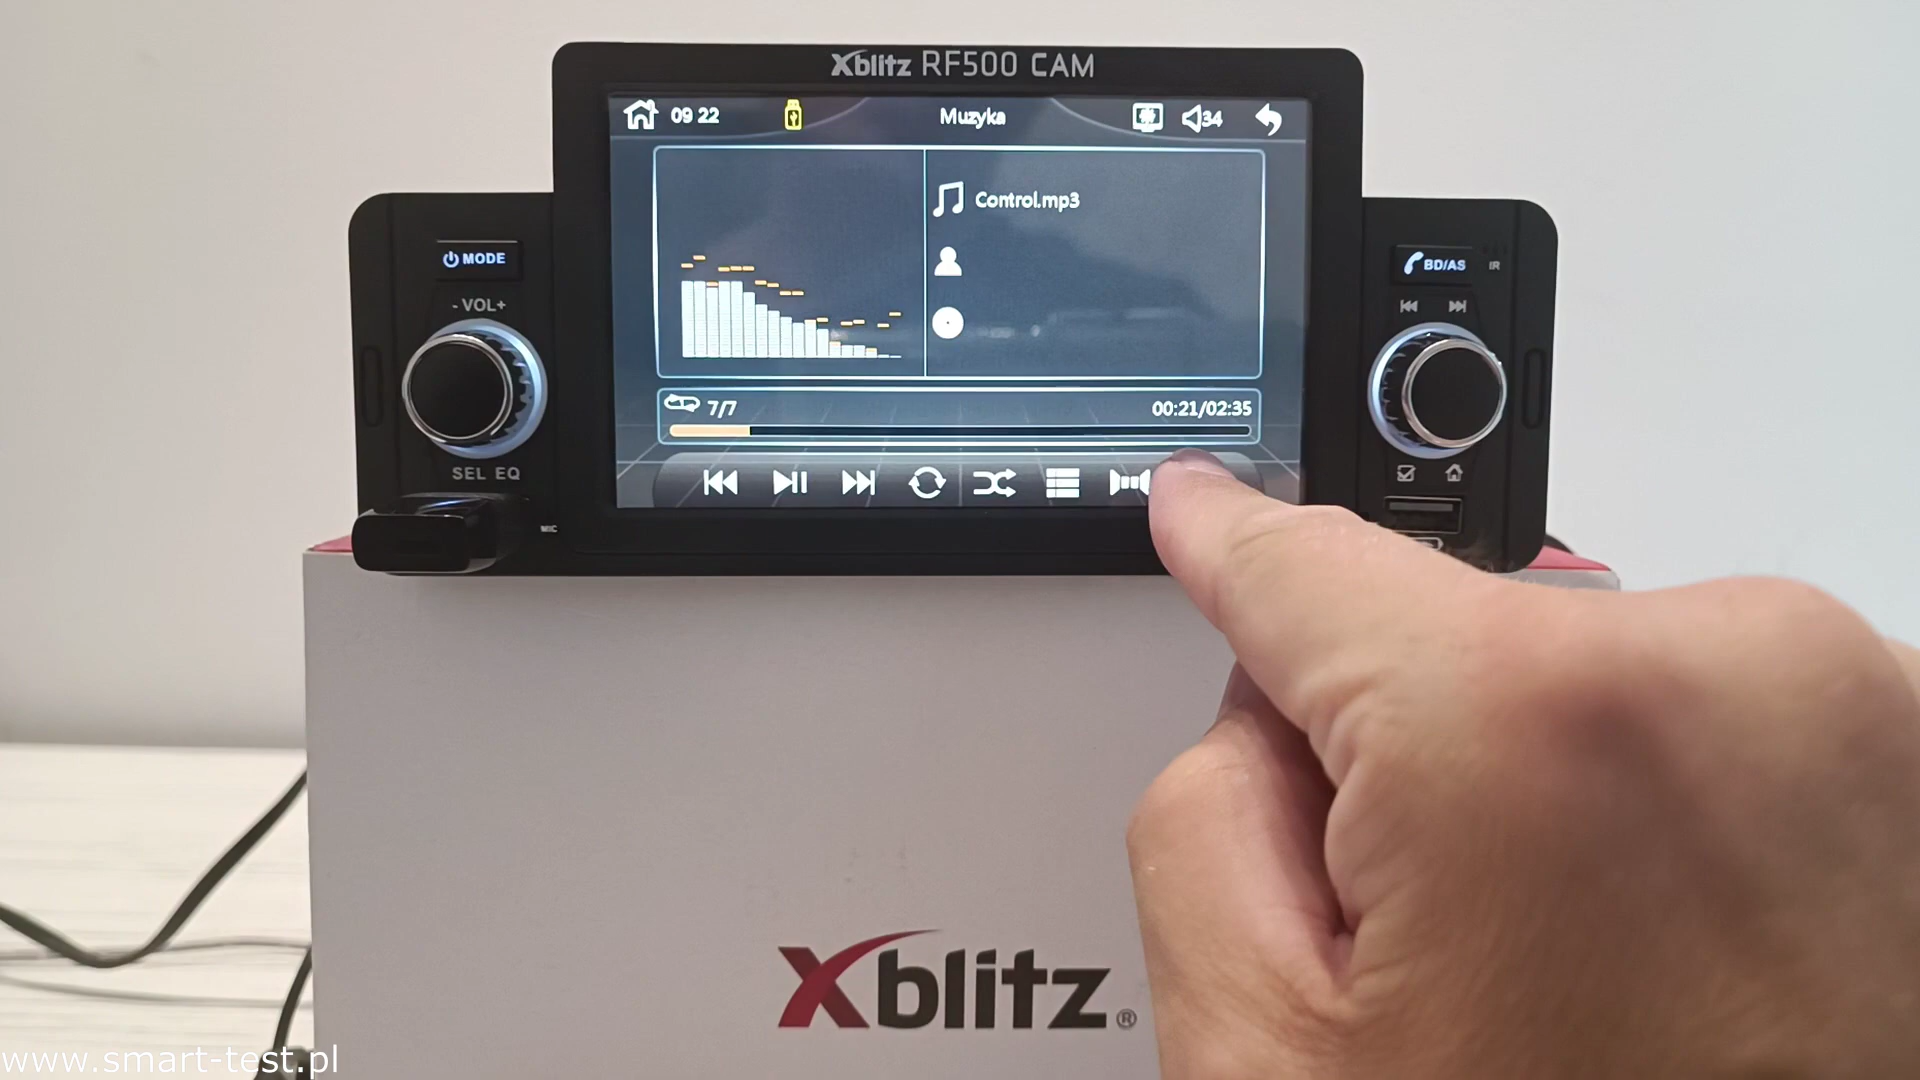 Xblitz RF500 CAM
09 22
Muzyka
34
Control.mp3
MODE
- VOL+
SEL EQ
MIC
BD/AS
IR
7/7
00:21/02:35
Xblitz®
www.smart-test.pl